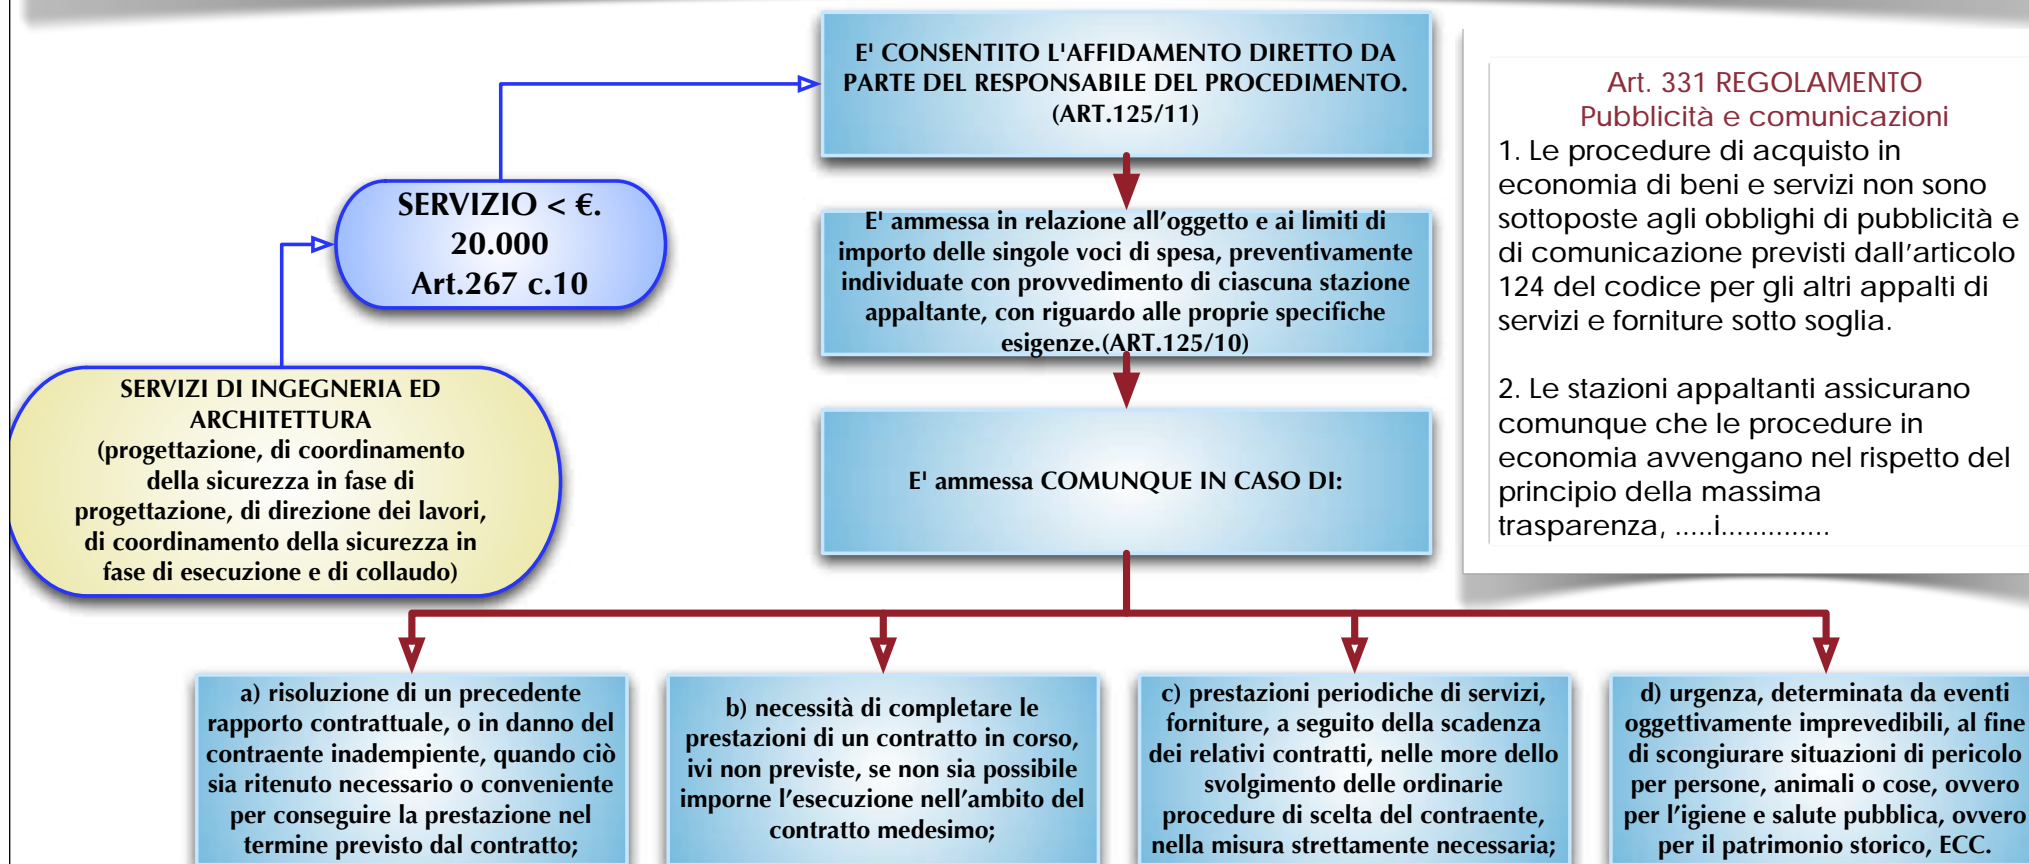 E' CONSENTITO L'AFFIDAMENTO DIRETTO DA
PARTE DEL RESPONSABILE DEL PROCEDIMENTO.
(ART.125/11)
SERVIZIO < €.
20.000
Art.267 c.10
E' ammessa in relazione all'oggetto e ai limiti di
importo delle singole voci di spesa, preventivamente
individuate con provvedimento di ciascuna stazione
appaltante, con riguardo alle proprie specifiche
esigenze.(ART.125/10)
SERVIZI DI INGEGNERIA ED
ARCHITETTURA
(progettazione, di coordinamento
della sicurezza in fase di
progettazione, di direzione dei lavori,
di coordinamento della sicurezza in
fase di esecuzione e di collaudo)
E' ammessa COMUNQUE IN CASO DI:
Art. 331 REGOLAMENTO
Pubblicità e comunicazioni
1. Le procedure di acquisto in
economia di beni e servizi non sono
sottoposte agli obblighi di pubblicità e
di comunicazione previsti dall'articolo
124 del codice per gli altri appalti di
servizi e forniture sotto soglia.
2. Le stazioni appaltanti assicurano
comunque che le procedure in
economia avvengano nel rispetto del
principio della massima
trasparenza, .....i..............
a) risoluzione di un precedente
rapporto contrattuale, o in danno del
contraente inadempiente, quando ciò
sia ritenuto necessario o conveniente
per conseguire la prestazione nel
termine previsto dal contratto;
b) necessità di completare le
prestazioni di un contratto in corso,
ivi non previste, se non sia possibile
imporne l'esecuzione nell'ambito del
contratto medesimo;
c) prestazioni periodiche di servizi,
forniture, a seguito della scadenza
dei relativi contratti, nelle more dello
svolgimento delle ordinarie
procedure di scelta del contraente,
nella misura strettamente necessaria;
d) urgenza, determinata da eventi
oggettivamente imprevedibili, al fine
di scongiurare situazioni di pericolo
per persone, animali o cose, ovvero
per l'igiene e salute pubblica, ovvero
per il patrimonio storico, ECC.